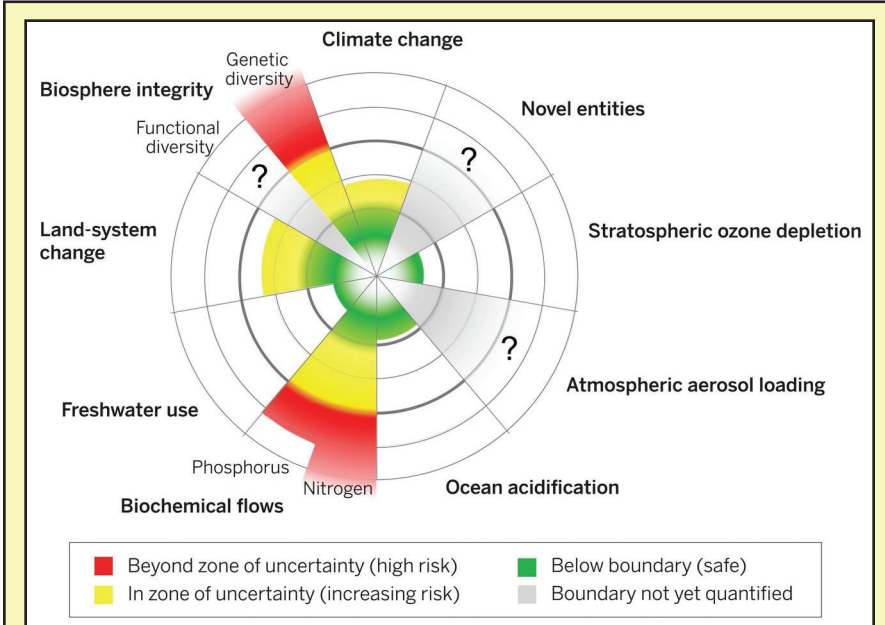 Climate change
Genetic
diversity
Biosphere integrity
Novel entities
Functional
diversity
?
?
Land-system
change
Stratospheric ozone depletion
?
Atmospheric aerosol loading
Freshwater use
Phosphorus
Nitrogen
Ocean acidification
Biochemical flows
Beyond zone of uncertainty (high risk)
Below boundary (safe)
In zone of uncertainty (increasing risk)
Boundary not yet quantified